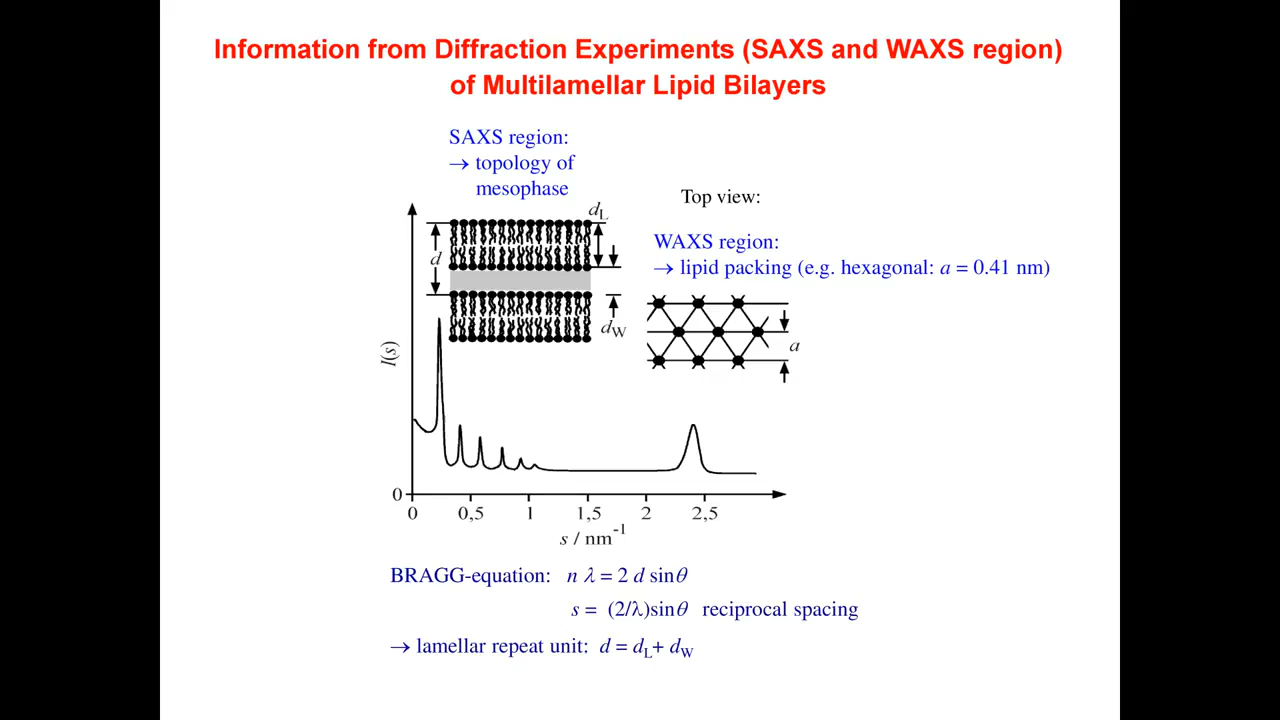 Information from Diffraction Experiments (SAXS and WAXS region)
of Multilamellar Lipid Bilayers
SAXS region:
→ topology of
mesophase
Top view:
WAXS region:
→ lipid packing (e.g. hexagonal: a = 0.41 nm)
dL
d
dW
a
I(s)
0
0 0,5 1 1,5 2 2,5
s / nm-1
BRAGG-equation: n λ = 2 d sinθ
s = (2/λ)sinθ reciprocal spacing
→ lamellar repeat unit: d = dL+ dW